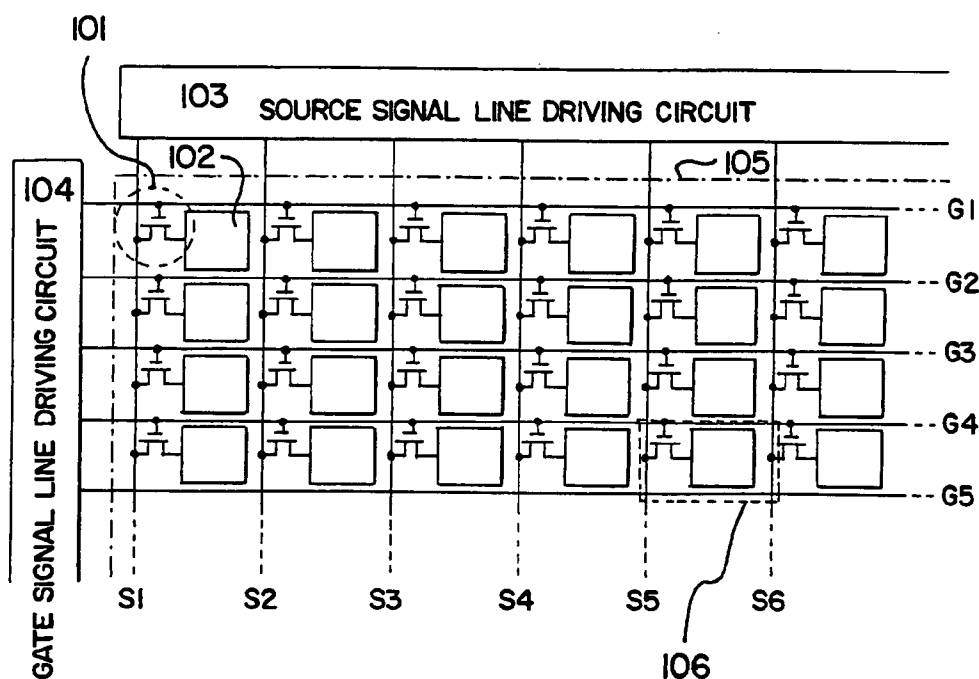 101
103 SOURCE SIGNAL LINE DRIVING CIRCUIT
102
105
104
GATE SIGNAL LINE DRIVING CIRCUIT
G1
G2
G3
G4
G5
S1 S2 S3 S4 S5 S6
106